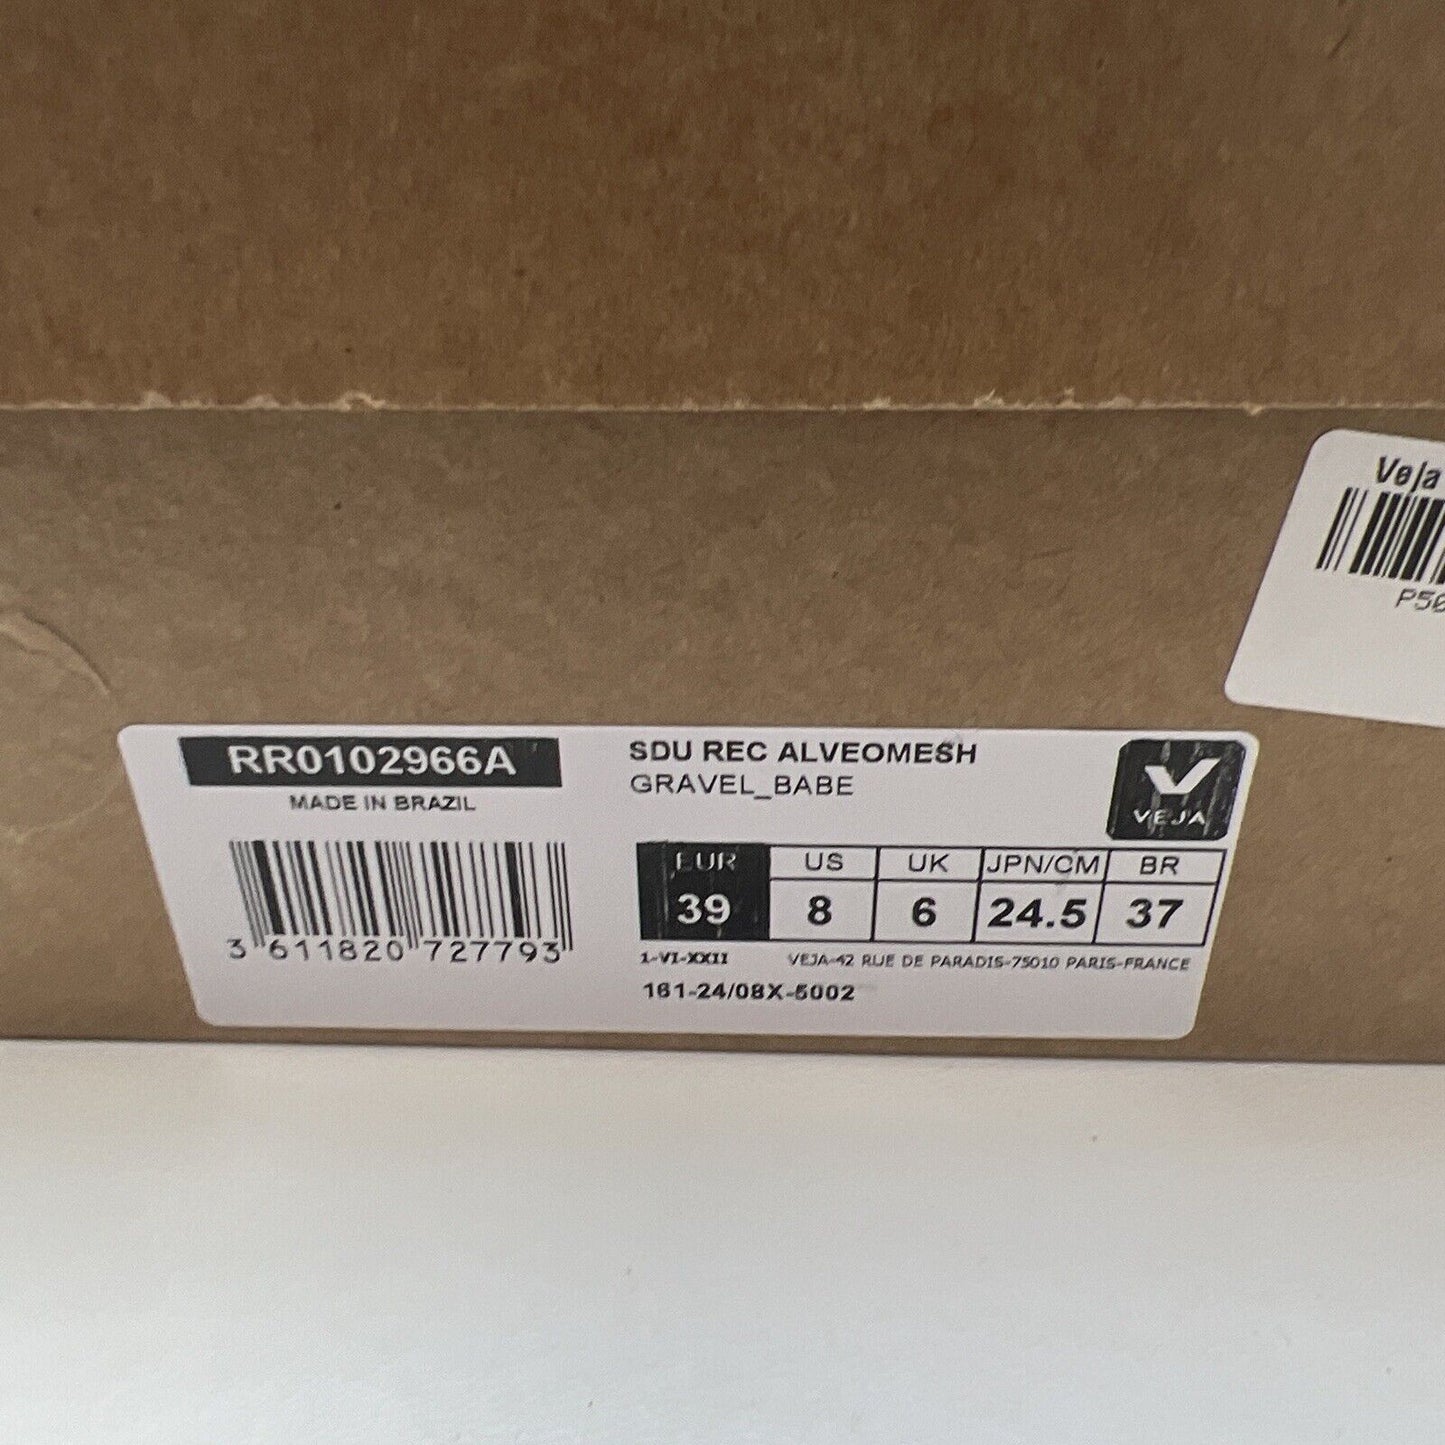 Veja
P50
RR0102966A
MADE IN BRAZIL
3 611820 727793
SDU REC ALVEOMESH
GRAVEL_BABE
V
VEJA
EUR US UK JPN/CM BR
39 8 6 24.5 37
1-VI-XXII VEJA-42 RUE DE PARADIS-75010 PARIS-FRANCE
161-24/08X-5002